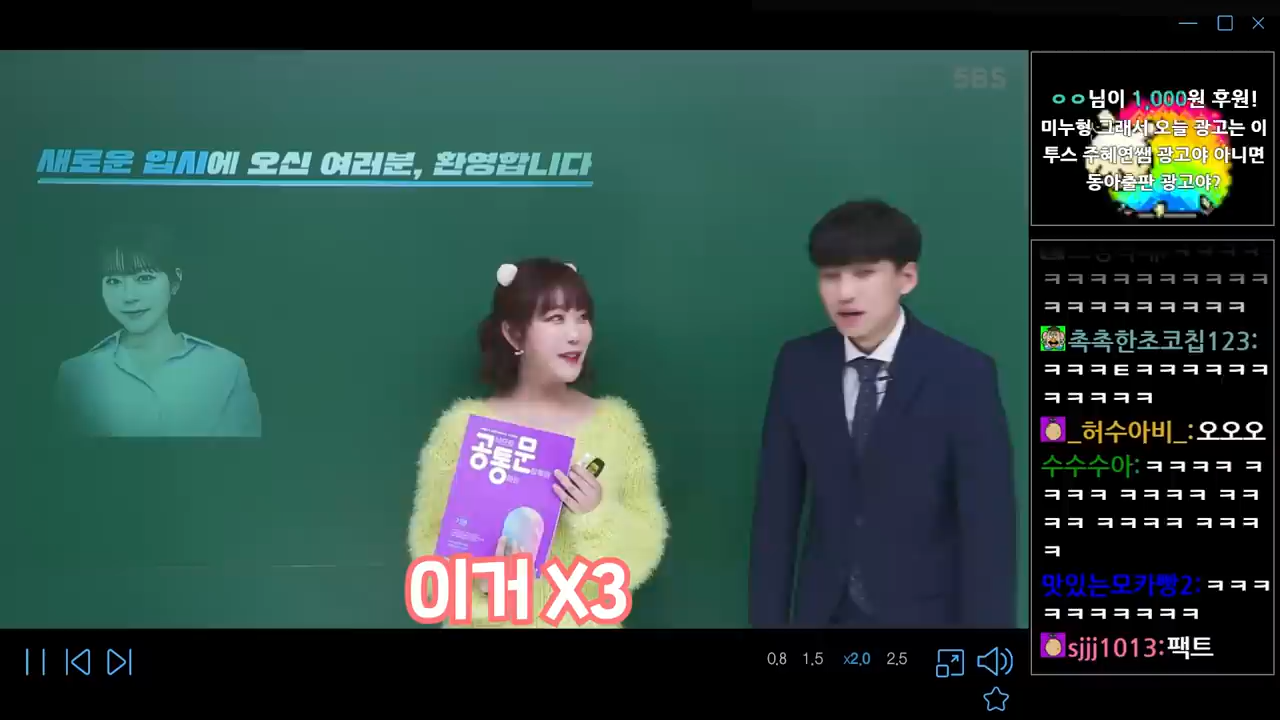 5BS
새로운 입시에 오신 여러분, 환영합니다
공통문
이거 X3
0.8 1.5 x2.0 2.5
ㅇㅇ님이 1,000원 후원!
미누형 그래서 오늘 광고는 이
투스 주혜연쌤 광고야 아니면
동아출판 광고야?
ㅋㅋㅋㅋㅋㅋㅋㅋㅋㅋ
ㅋㅋㅋㅋㅋㅋㅋㅋㅋ
촉촉한초코칩123:
ㅋㅋㅋㅌㅋㅋㅋㅋㅋㅋ
ㅋㅋㅋㅋㅋ
_허수아비_:오오오
수수수아:ㅋㅋㅋㅋ ㅋ
ㅋㅋㅋ ㅋㅋㅋㅋ ㅋㅋ
ㅋㅋ ㅋㅋㅋㅋ ㅋㅋㅋ
ㅋ
맛있는모카빵2:ㅋㅋㅋ
ㅋㅋㅋㅋㅋㅋㅋ
sjjj1013:팩트